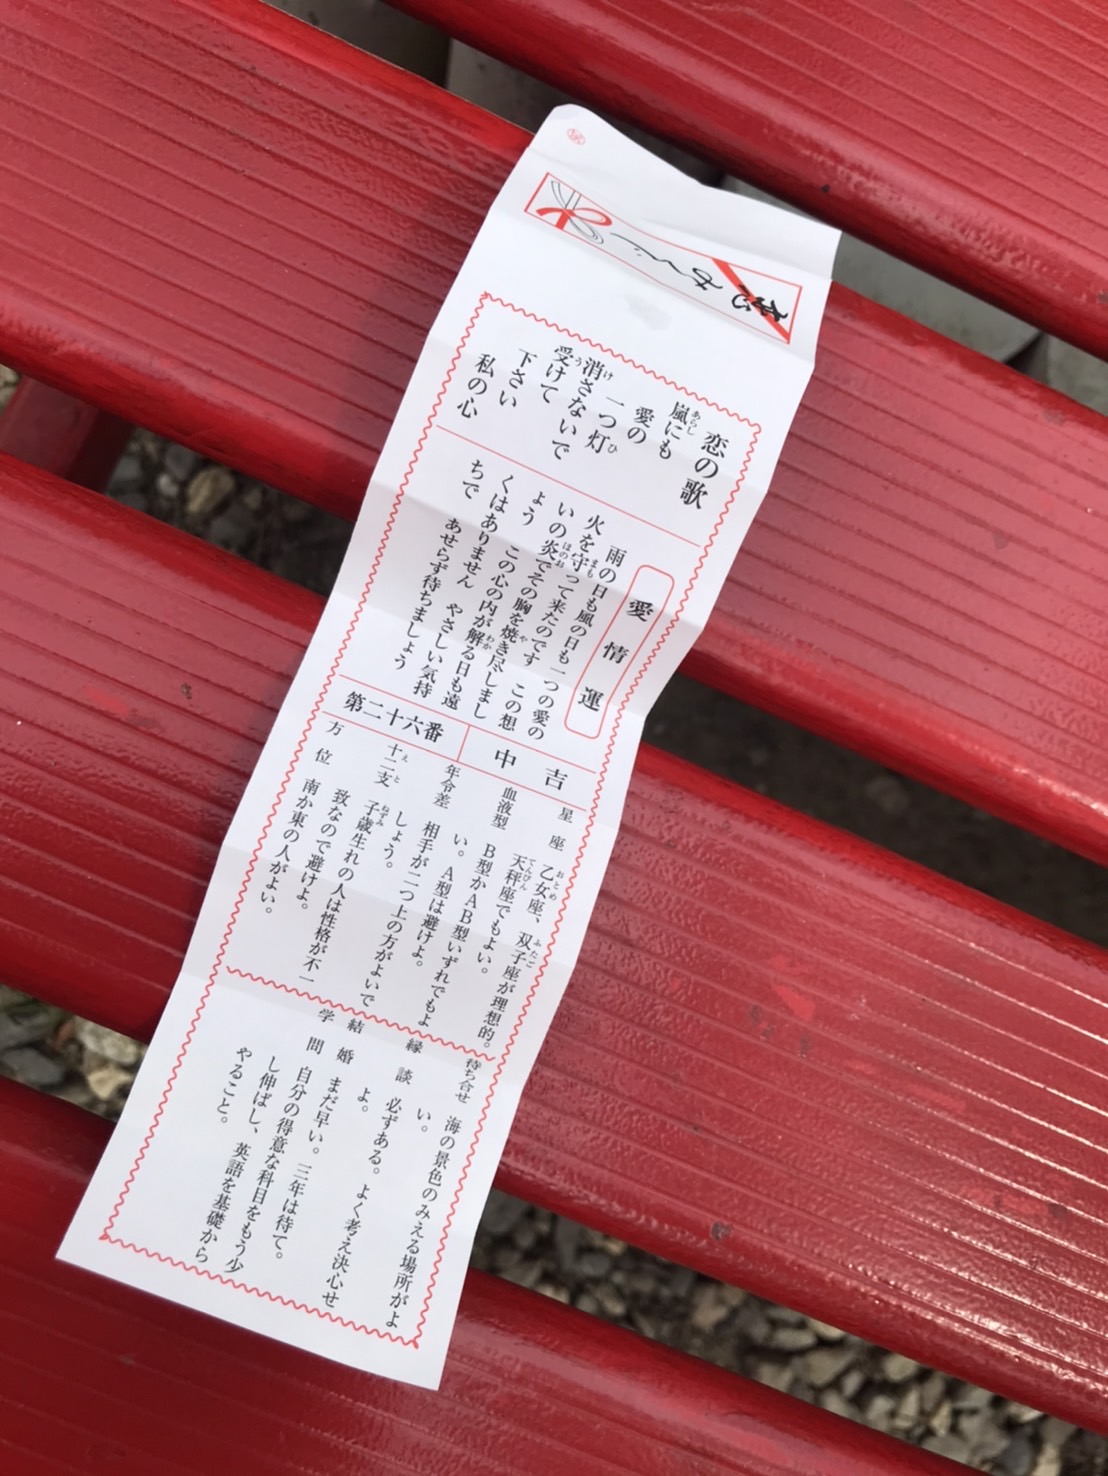 恋の歌
嵐にも
愛の
一つ灯
消さないで
受けて
下さい
私の心
愛情運
雨の日も風の日も一つの愛の
火を守って来たのです この想
いの炎でその胸を焼き尽しまし
ょう この心の内が解る日も遠
くはありません やさしい気持
ちで あせらず待ちましょう
第二十六番 中吉
星座 乙女座、双子座が理想的。
天秤座でもよい。
血液型 B型かAB型いずれでもよ
い。A型は避けよ。
年令差 相手が二つ上の方がよいで
しょう。
十二支 子歳生れの人は性格が不一
致なので避けよ。
方位 南か東の人がよい。
待ち合せ 海の景色のみえる場所がよ
い。
縁談 必ずある。よく考え決心せ
よ。
結婚 まだ早い。三年は待て。
学問 自分の得意な科目をもう少
し伸ばし、英語を基礎から
やること。